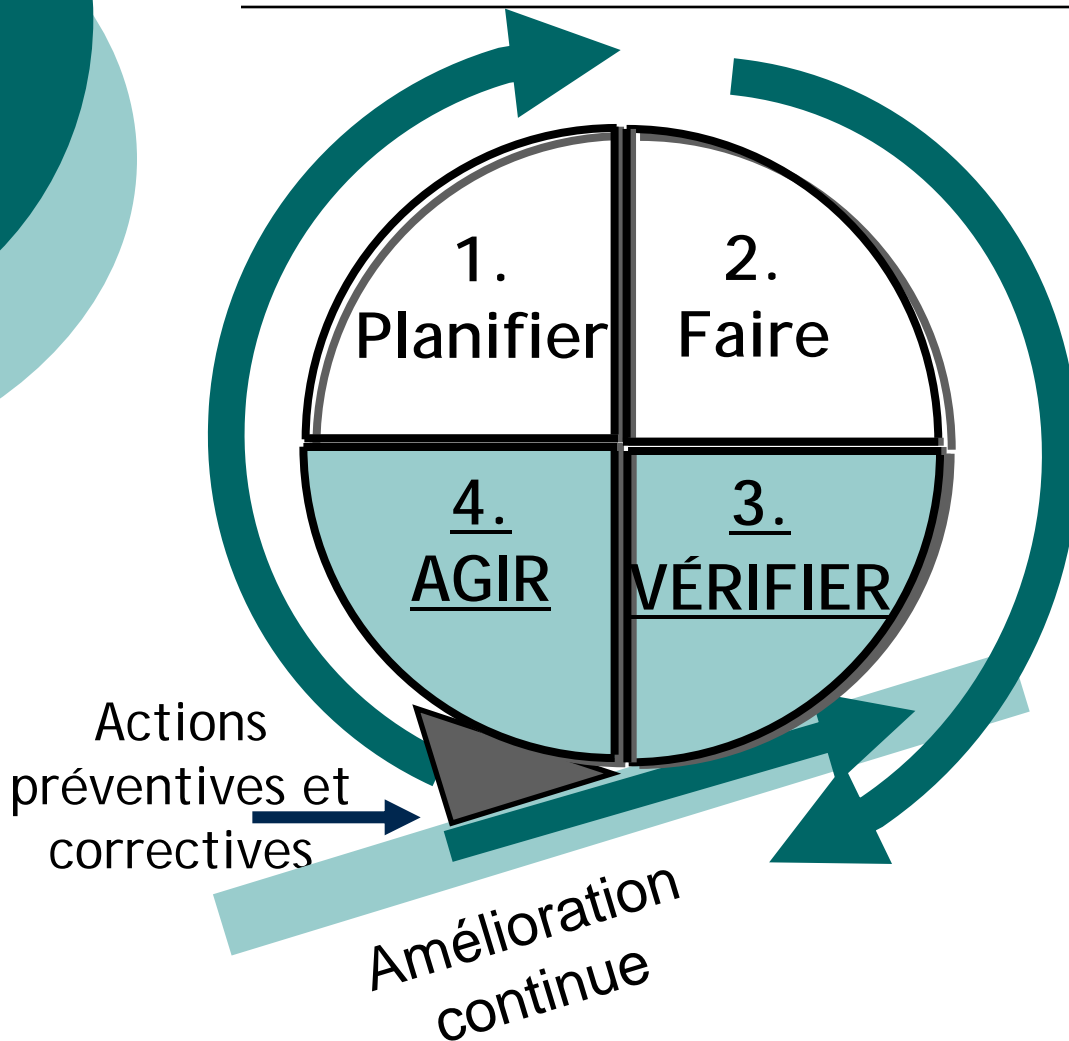 1.
Planifier
2.
Faire
4.
AGIR
3.
VÉRIFIER
Actions
préventives et
correctives
Amélioration
continue